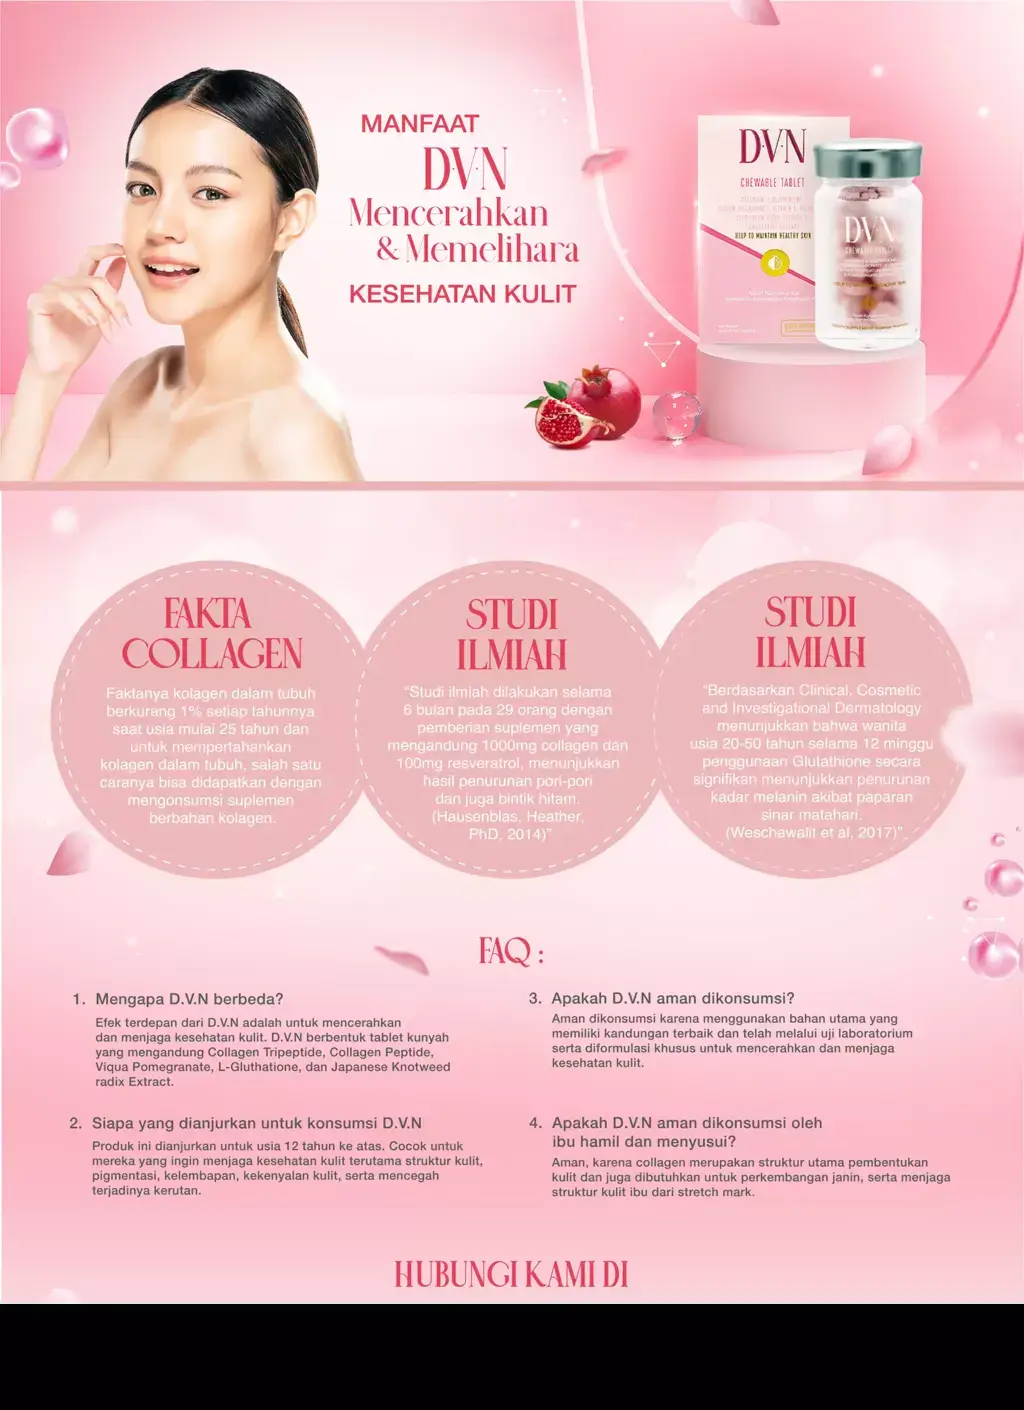 MANFAAT
D.V.N
Mencerahkan
& Memelihara
KESEHATAN KULIT
D.V.N
CHEWABLE TABLET
HELP TO MAINTAIN HEALTHY SKIN
DVN
CHEWABLE TABLET
FAKTA
COLLAGEN
Faktanya kolagen dalam tubuh
berkurang 1% setiap tahunnya
saat usia mulai 25 tahun dan
untuk mempertahankan
kolagen dalam tubuh, salah satu
caranya bisa didapatkan dengan
mengonsumsi suplemen
berbahan kolagen.
STUDI
ILMIAH
"Studi ilmiah dilakukan selama
6 bulan pada 29 orang dengan
pemberian suplemen yang
mengandung 1000mg collagen dan
100mg resveratrol, menunjukkan
hasil penurunan pori-pori
dan juga bintik hitam.
(Hausenblas, Heather,
PhD, 2014)"
STUDI
ILMIAH
"Berdasarkan Clinical, Cosmetic
and Investigational Dermatology
menunjukkan bahwa wanita
usia 20-50 tahun selama 12 minggu
penggunaan Glutathione secara
signifikan menunjukkan penurunan
kadar melanin akibat paparan
sinar matahari.
(Weschawalit et al, 2017)"
FAQ :
1. Mengapa D.V.N berbeda?
Efek terdepan dari D.V.N adalah untuk mencerahkan
dan menjaga kesehatan kulit. D.V.N berbentuk tablet kunyah
yang mengandung Collagen Tripeptide, Collagen Peptide,
Viqua Pomegranate, L-Gluthatione, dan Japanese Knotweed
radix Extract.
2. Siapa yang dianjurkan untuk konsumsi D.V.N
Produk ini dianjurkan untuk usia 12 tahun ke atas. Cocok untuk
mereka yang ingin menjaga kesehatan kulit terutama struktur kulit,
pigmentasi, kelembapan, kekenyalan kulit, serta mencegah
terjadinya kerutan.
3. Apakah D.V.N aman dikonsumsi?
Aman dikonsumsi karena menggunakan bahan utama yang
memiliki kandungan terbaik dan telah melalui uji laboratorium
serta diformulasi khusus untuk mencerahkan dan menjaga
kesehatan kulit.
4. Apakah D.V.N aman dikonsumsi oleh
ibu hamil dan menyusui?
Aman, karena collagen merupakan struktur utama pembentukan
kulit dan juga dibutuhkan untuk perkembangan janin, serta menjaga
struktur kulit ibu dari stretch mark.
HUBUNGI KAMI DI